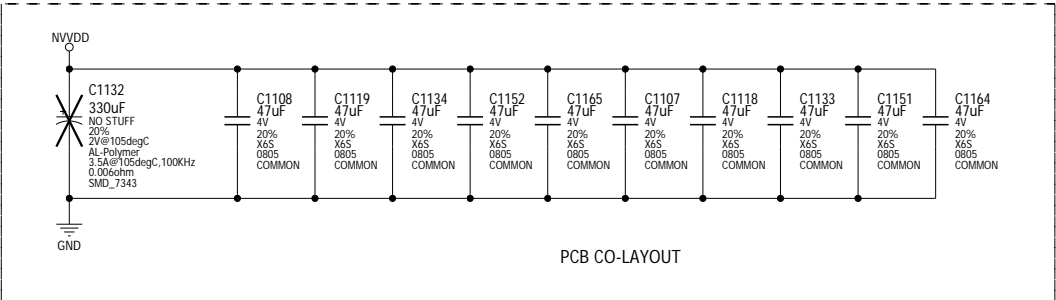 NVVDD
C1132
330uF
NO STUFF
20%
2V@105degC
AL-Polymer
3.5A@105degC,100KHz
0.006ohm
SMD_7343
GND
C1108
47uF
4V
20%
X6S
0805
COMMON
C1119
47uF
4V
20%
X6S
0805
COMMON
C1134
47uF
4V
20%
X6S
0805
COMMON
C1152
47uF
4V
20%
X6S
0805
COMMON
C1165
47uF
4V
20%
X6S
0805
COMMON
C1107
47uF
4V
20%
X6S
0805
COMMON
C1118
47uF
4V
20%
X6S
0805
COMMON
C1133
47uF
4V
20%
X6S
0805
COMMON
C1151
47uF
4V
20%
X6S
0805
COMMON
C1164
47uF
4V
20%
X6S
0805
COMMON
PCB CO-LAYOUT